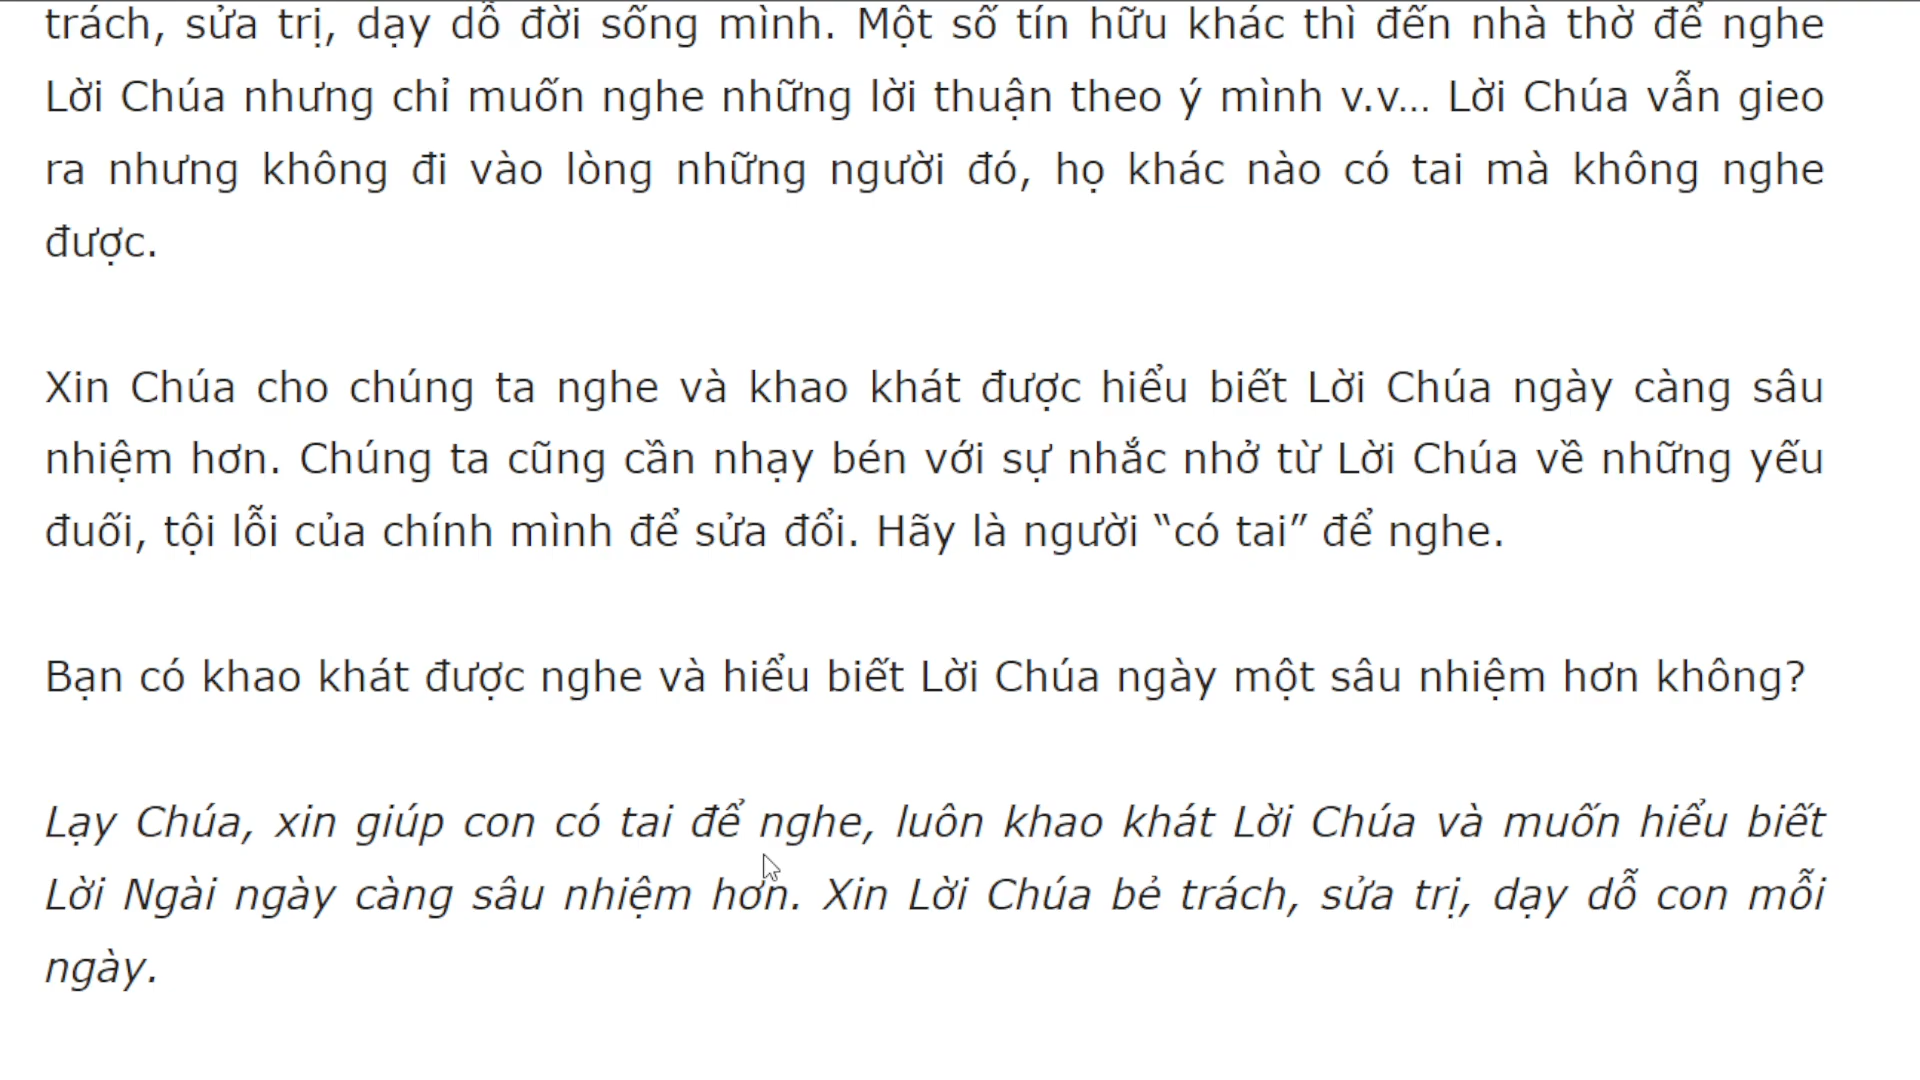 trách, sửa trị, dạy dỗ đời sống mình. Một số tín hữu khác thì đến nhà thờ để nghe
Lời Chúa nhưng chỉ muốn nghe những lời thuận theo ý mình v.v... Lời Chúa vẫn gieo
ra nhưng không đi vào lòng những người đó, họ khác nào có tai mà không nghe
được.
Xin Chúa cho chúng ta nghe và khao khát được hiểu biết Lời Chúa ngày càng sâu
nhiệm hơn. Chúng ta cũng cần nhạy bén với sự nhắc nhở từ Lời Chúa về những yếu
đuối, tội lỗi của chính mình để sửa đổi. Hãy là người “có tai” để nghe.
Bạn có khao khát được nghe và hiểu biết Lời Chúa ngày một sâu nhiệm hơn không?
Lạy Chúa, xin giúp con có tai để nghe, luôn khao khát Lời Chúa và muốn hiểu biết
Lời Ngài ngày càng sâu nhiệm hơn. Xin Lời Chúa bẻ trách, sửa trị, dạy dỗ con mỗi
ngày.